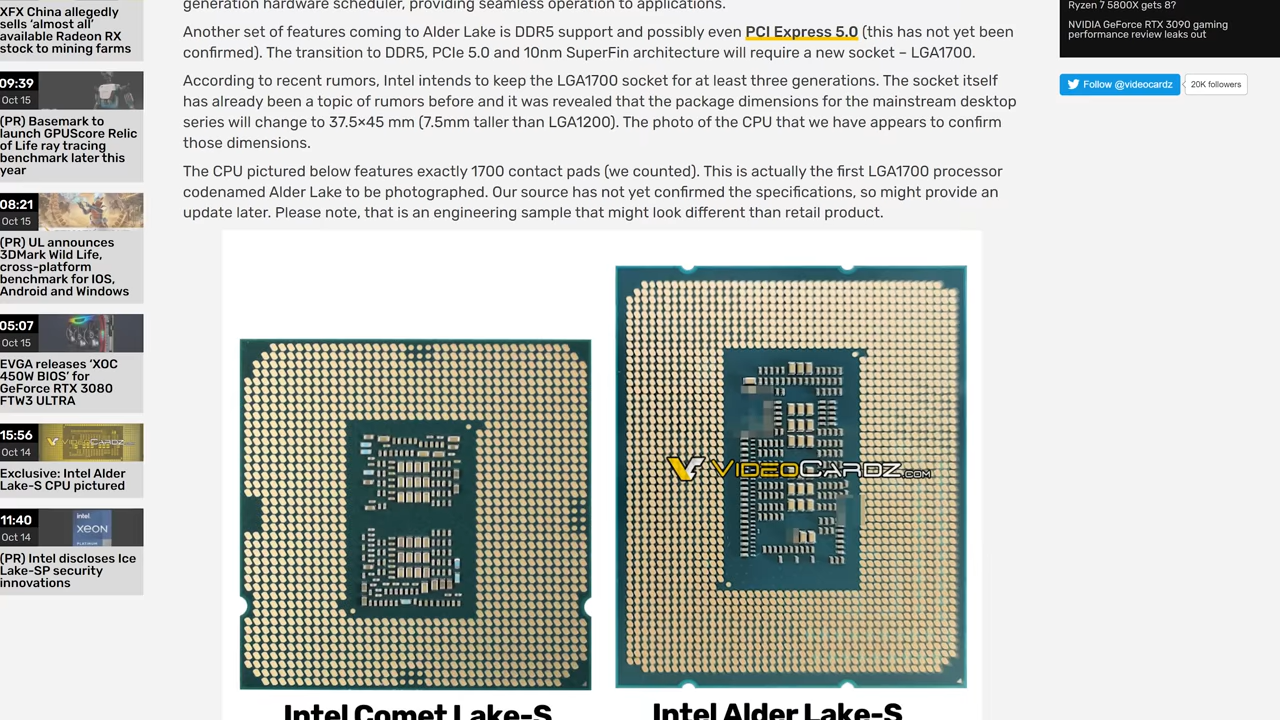 XFX China allegedly
sells ‘almost all’
available Radeon RX
stock to mining farms
09:39
Oct 15
(PR) Basemark to
launch GPUScore Relic
of Life ray tracing
benchmark later this
year
08:21
Oct 15
(PR) UL announces
3DMark Wild Life,
cross-platform
benchmark for IOS,
Android and Windows
05:07
Oct 15
EVGA releases ‘XOC
450W BIOS’ for
GeForce RTX 3080
FTW3 ULTRA
15:56
Oct 14
VIDEOCARDZ
Exclusive: Intel Alder
Lake-S CPU pictured
11:40
Oct 14
intel
XEON
PLATINUM
(PR) Intel discloses Ice
Lake-SP security
innovations
generation hardware scheduler, providing seamless operation to applications.
Another set of features coming to Alder Lake is DDR5 support and possibly even PCI Express 5.0 (this has not yet been
confirmed). The transition to DDR5, PCIe 5.0 and 10nm SuperFin architecture will require a new socket – LGA1700.
According to recent rumors, Intel intends to keep the LGA1700 socket for at least three generations. The socket itself
has already been a topic of rumors before and it was revealed that the package dimensions for the mainstream desktop
series will change to 37.5×45 mm (7.5mm taller than LGA1200). The photo of the CPU that we have appears to confirm
those dimensions.
The CPU pictured below features exactly 1700 contact pads (we counted). This is actually the first LGA1700 processor
codenamed Alder Lake to be photographed. Our source has not yet confirmed the specifications, so might provide an
update later. Please note, that is an engineering sample that might look different than retail product.
VIDEOCARDZ.COM
Intel Comet Lake-S
Intel Alder Lake-S
Ryzen 7 5800X gets 8?
NVIDIA GeForce RTX 3090 gaming
performance review leaks out
Follow @videocardz
20K followers